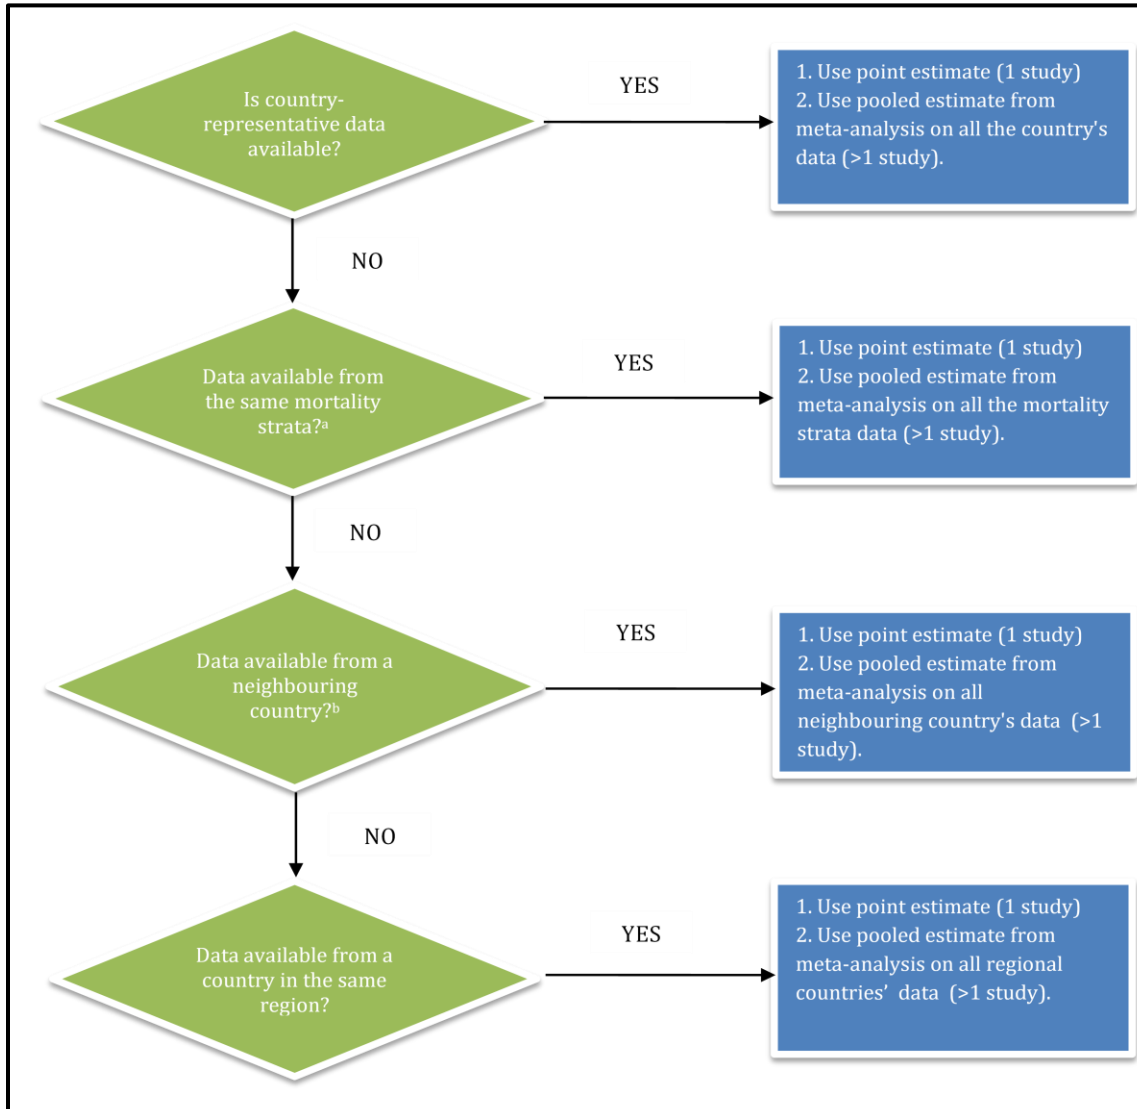 Is country-
representative data
available?
YES
1. Use point estimate (1 study)
2. Use pooled estimate from
meta-analysis on all the country's
data (>1 study).
NO
Data available from
the same mortality
strata?ᵃ
YES
1. Use point estimate (1 study)
2. Use pooled estimate from
meta-analysis on all the mortality
strata data (>1 study).
NO
Data available from a
neighbouring
country?ᵇ
YES
1. Use point estimate (1 study)
2. Use pooled estimate from
meta-analysis on all
neighbouring country's data (>1
study).
NO
Data available from a
country in the same
region?
YES
1. Use point estimate (1 study)
2. Use pooled estimate from
meta-analysis on all regional
countries’ data (>1 study).